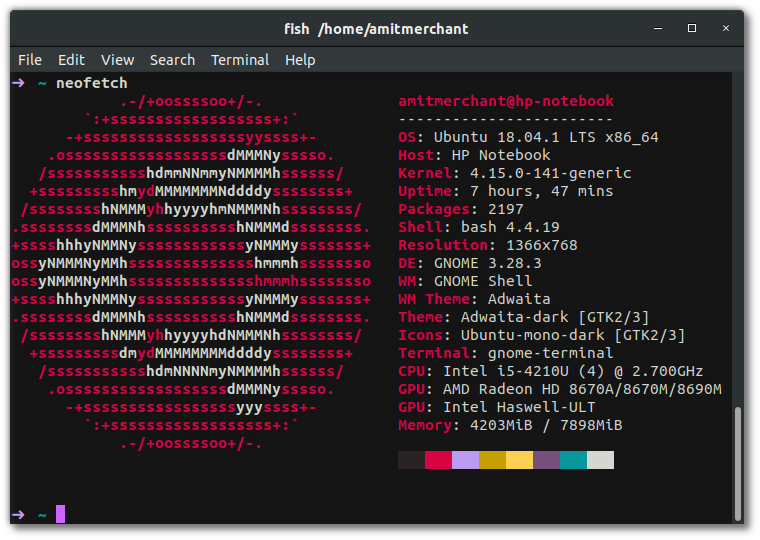 fish /home/amitmerchant
File Edit View Search Terminal Help
➜ ~ neofetch
            .-/+oossssoo+/-.               amitmerchant@hp-notebook
        `:+ssssssssssssssssss+:`           ------------------------
      -+ssssssssssssssssssyyssss+-         OS: Ubuntu 18.04.1 LTS x86_64
    .ossssssssssssssssssdMMMNysssso.       Host: HP Notebook
   /ssssssssssshdmmNNmmyNMMMMhssssss/      Kernel: 4.15.0-141-generic
  +ssssssssshmydMMMMMMMNddddyssssssss+     Uptime: 7 hours, 47 mins
 /sssssssshNMMMyhhyyyyhmNMMMNhssssssss/    Packages: 2197
.ssssssssdMMMNhsssssssssshNMMMdssssssss.   Shell: bash 4.4.19
+sssshhhyNMMNyssssssssssssyNMMMysssssss+   Resolution: 1366x768
ossyNMMMNyMMhsssssssssssssshmmmhssssssso   DE: GNOME 3.28.3
ossyNMMMNyMMhsssssssssssssshmmmhssssssso   WM: GNOME Shell
+sssshhhyNMMNyssssssssssssyNMMMysssssss+   WM Theme: Adwaita
.ssssssssdMMMNhsssssssssshNMMMdssssssss.   Theme: Adwaita-dark [GTK2/3]
 /sssssssshNMMMyhhyyyyhdNMMMNhssssssss/    Icons: Ubuntu-mono-dark [GTK2/3]
  +sssssssssdmydMMMMMMMMddddyssssssss+     Terminal: gnome-terminal
   /ssssssssssshdmNNNNmyNMMMMhssssss/      CPU: Intel i5-4210U (4) @ 2.700GHz
    .ossssssssssssssssssdMMMNysssso.       GPU: AMD Radeon HD 8670A/8670M/8690M
      -+sssssssssssssssssyyyssss+-         GPU: Intel Haswell-ULT
        `:+ssssssssssssssssss+:`           Memory: 4203MiB / 7898MiB
            .-/+oossssoo+/-.
➜ ~